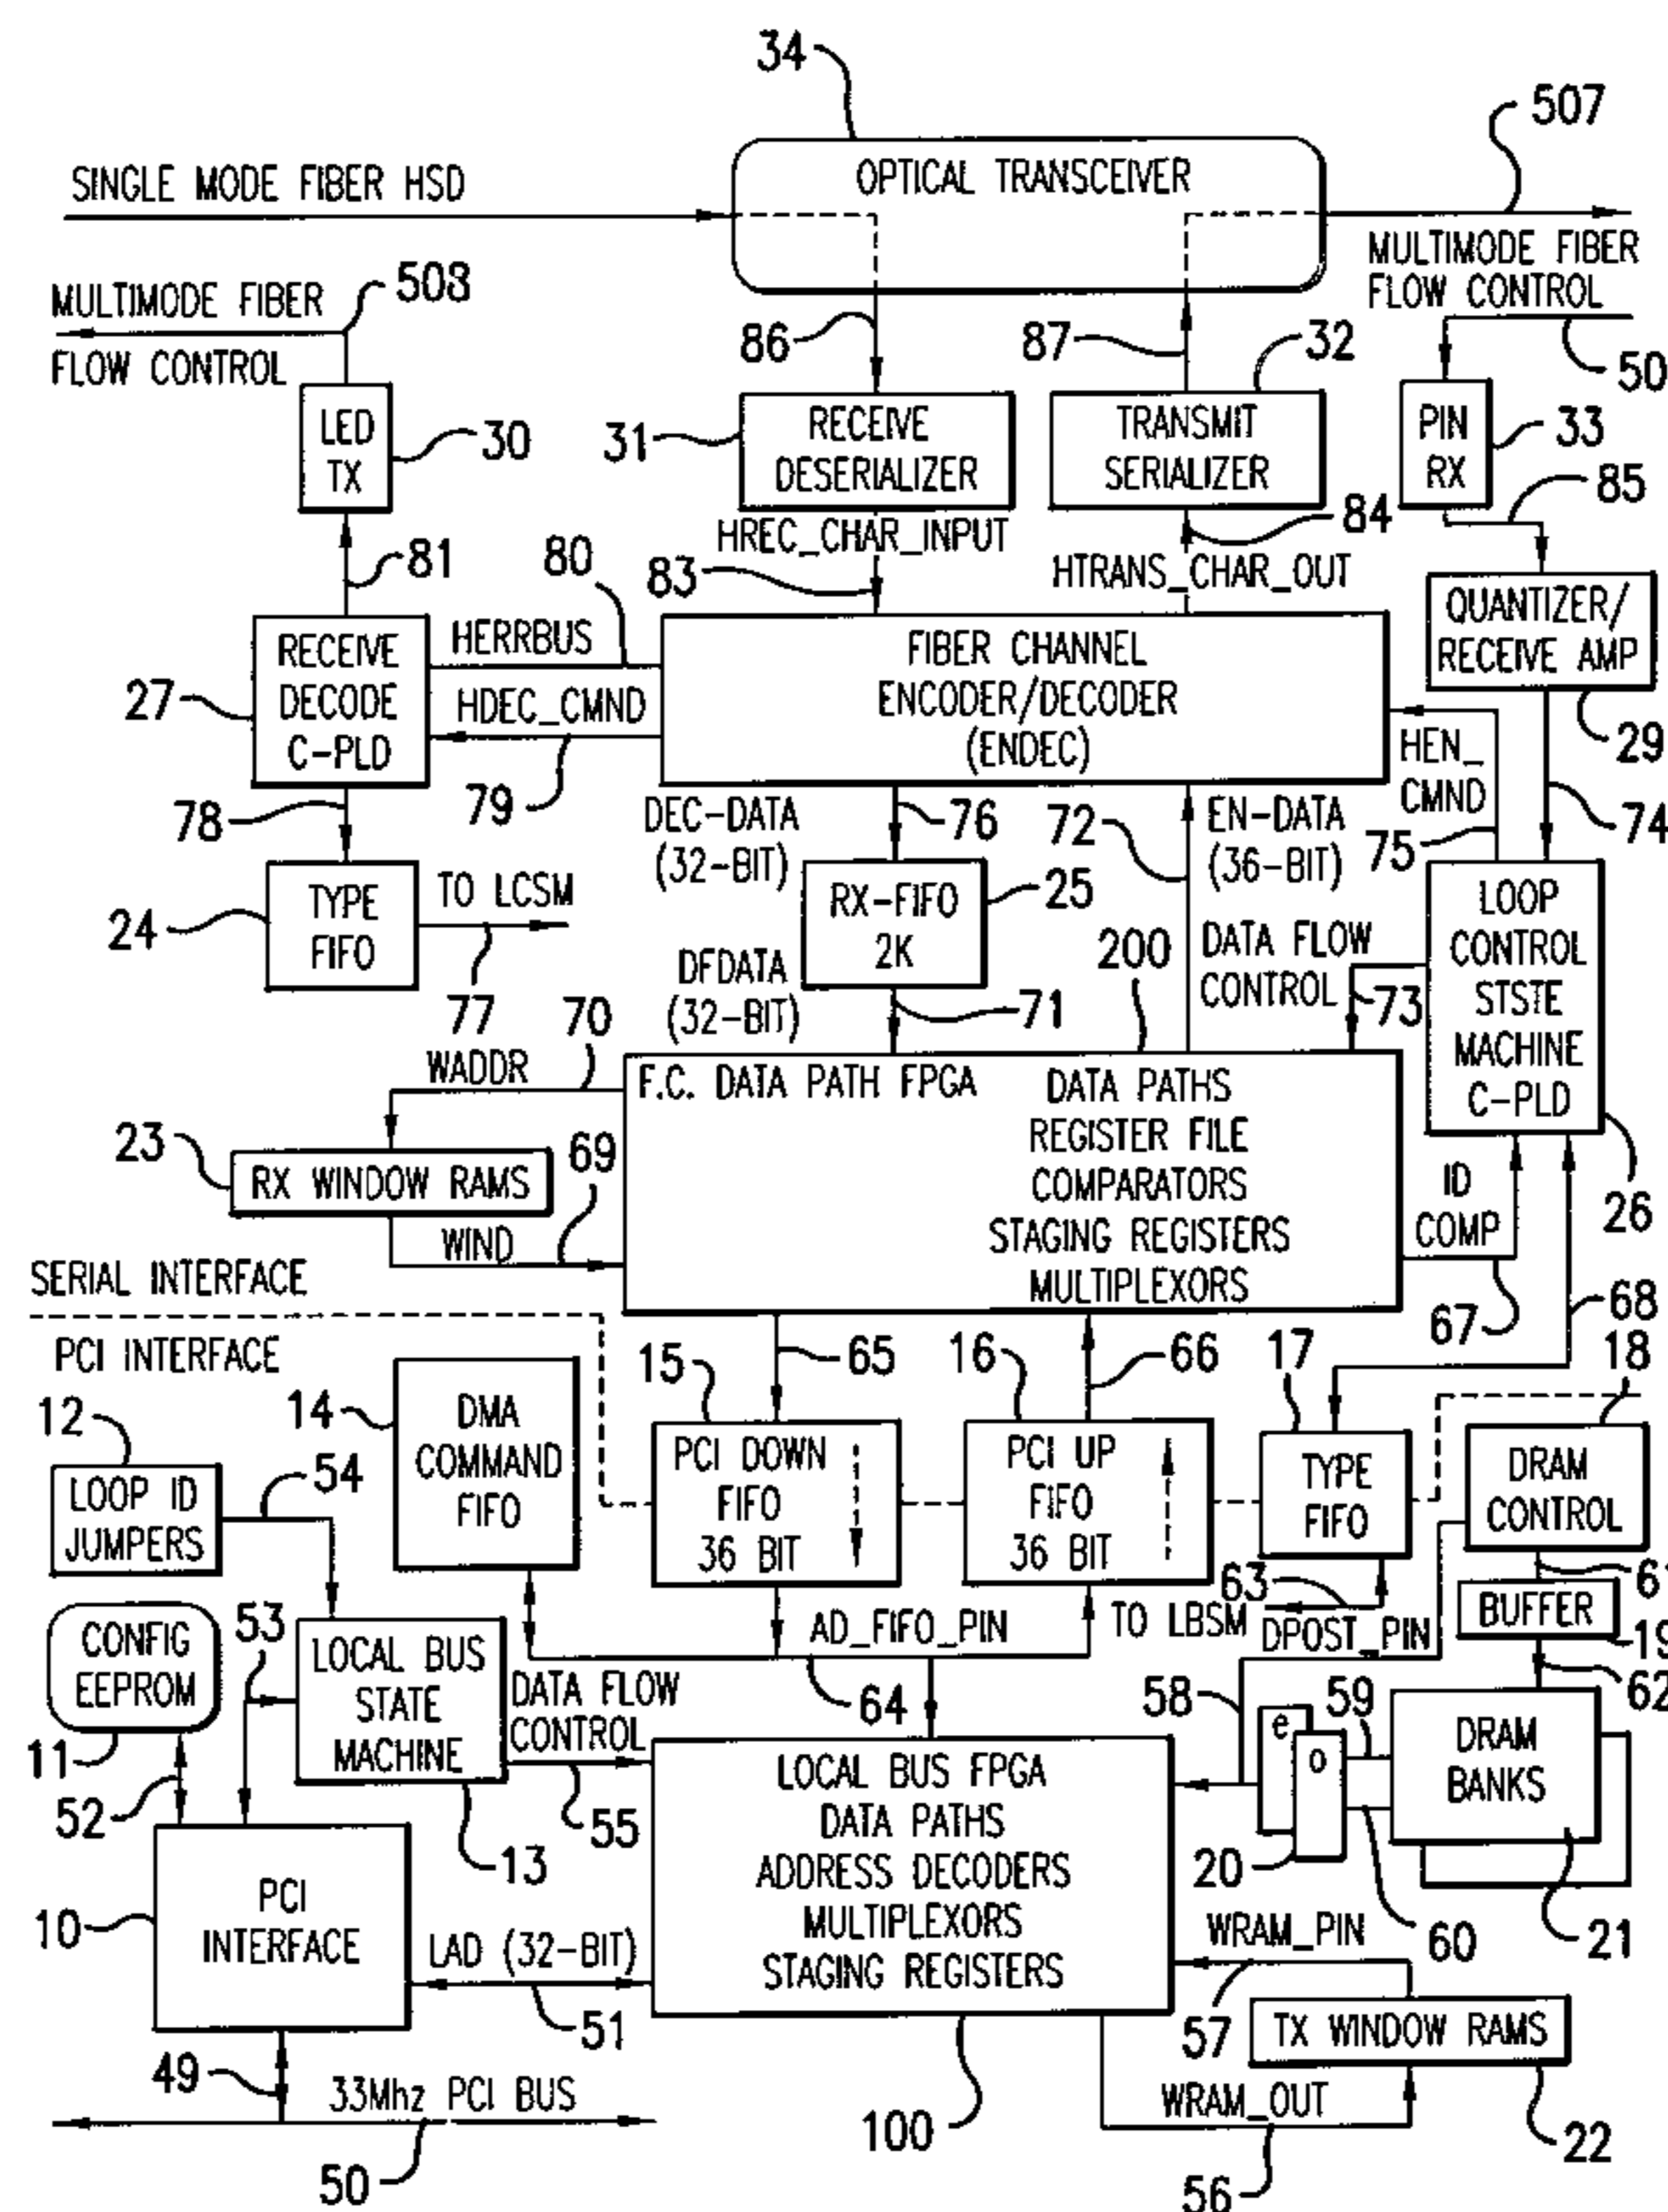 34
507
SINGLE MODE FIBER HSD
OPTICAL TRANSCEIVER
MULTIMODE FIBER
FLOW CONTROL
508
MULTIMODE FIBER
FLOW CONTROL
86
87
32
50
LED
TX
30
31
RECEIVE
DESERIALIZER
TRANSMIT
SERIALIZER
PIN
RX
33
85
HREC_CHAR_INPUT
84
81
80
83
HTRANS_CHAR_OUT
QUANTIZER/
RECEIVE AMP
29
27
RECEIVE
DECODE
C-PLD
HERRBUS
HDEC_CMND
79
FIBER CHANNEL
ENCODER/DECODER
(ENDEC)
HEN_
CMND
75
74
78
DEC-DATA
(32-BIT)
76
72
EN-DATA
(36-BIT)
24
TYPE
FIFO
TO LCSM
77
RX-FIFO
2K
25
200
DATA FLOW
CONTROL
73
LOOP
CONTROL
STSTE
MACHINE
C-PLD
26
DFDATA
(32-BIT)
71
70
WADDR
F.C. DATA PATH FPGA
DATA PATHS
REGISTER FILE
COMPARATORS
STAGING REGISTERS
MULTIPLEXORS
23
RX WINDOW RAMS
69
WIND
ID
COMP
67
68
SERIAL INTERFACE
PCI INTERFACE
65
66
12
14
15
16
17
18
LOOP ID
JUMPERS
54
DMA
COMMAND
FIFO
PCI DOWN
FIFO
36 BIT
PCI UP
FIFO
36 BIT
TYPE
FIFO
DRAM
CONTROL
61
63
BUFFER
19
CONFIG
EEPROM
11
53
LOCAL BUS
STATE
MACHINE
AD_FIFO_PIN
TO LBSM
DPOST_PIN
62
DATA FLOW
CONTROL
64
58
59
e
o
DRAM
BANKS
52
13
55
LOCAL BUS FPGA
DATA PATHS
ADDRESS DECODERS
MULTIPLEXORS
STAGING REGISTERS
20
60
21
10
PCI
INTERFACE
LAD (32-BIT)
51
WRAM_PIN
57
TX WINDOW RAMS
22
49
33Mhz PCI BUS
50
100
WRAM_OUT
56